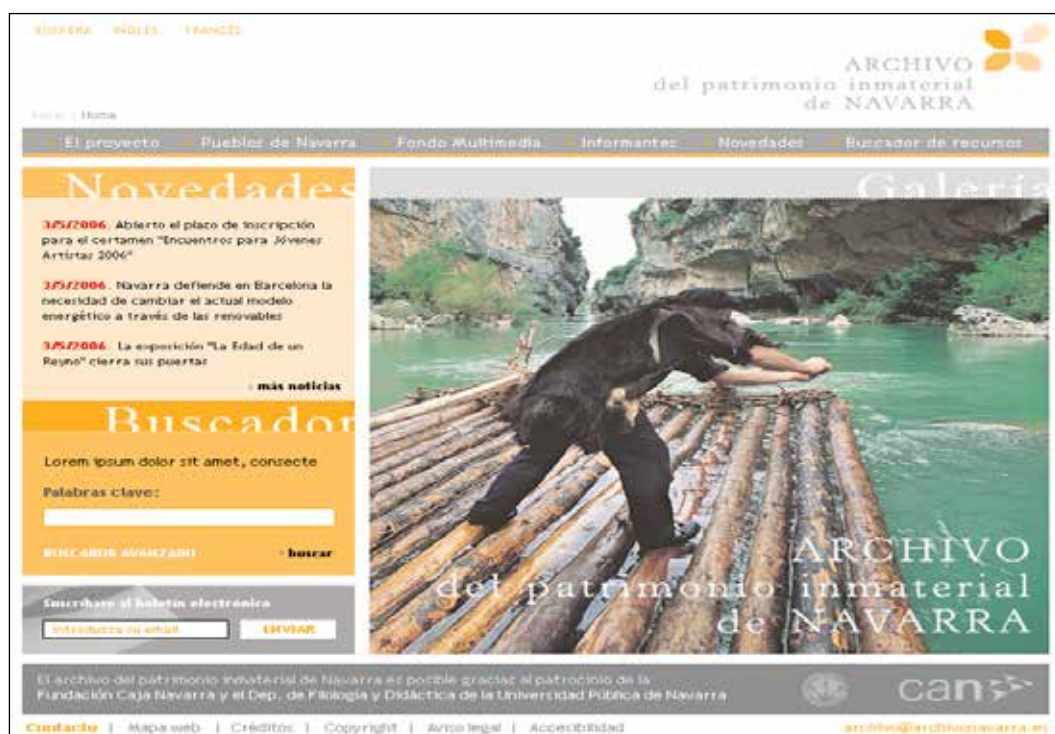 EUSKERA INGLÉS FRANCÉS
ARCHIVO
del patrimonio inmaterial
de NAVARRA
Inicio | Home
El proyecto Pueblos de Navarra Fondo Multimedia Informantes Novedades Buscador de recursos
Novedades
3/5/2006. Abierto el plazo de inscripción
para el certamen "Encuentros para Jóvenes
Artistas 2006"
3/5/2006. Navarra defiende en Barcelona la
necesidad de cambiar el actual modelo
energético a través de las renovables
3/5/2006. La exposición "La Edad de un
Reyno" cierra sus puertas
más noticias
Buscador
Lorem ipsum dolor sit amet, consecte
Palabras clave:
BUSCADOR AVANZADO buscar
Suscríbase al boletín electrónico
introduzca su email ENVIAR
Galería
ARCHIVO
del patrimonio inmaterial
de NAVARRA
El archivo del patrimonio inmaterial de Navarra es posible gracias al patrocinio de la
Fundación Caja Navarra y el Dep. de Filología y Didáctica de la Universidad Pública de Navarra
can
Contacto | Mapa web | Créditos | Copyright | Aviso legal | Accesibilidad
archivo@archivonavarra.es